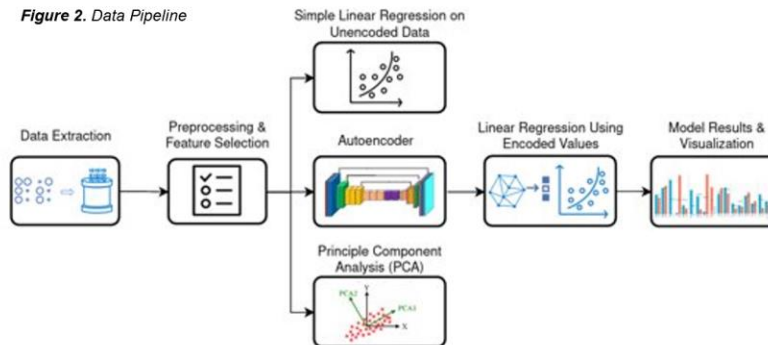 Figure 2. Data Pipeline
Simple Linear Regression on
Unencoded Data
Data Extraction
Preprocessing &
Feature Selection
Autoencoder
Linear Regression Using
Encoded Values
Model Results &
Visualization
Principle Component
Analysis (PCA)
PCA2
Y
PCA1
X